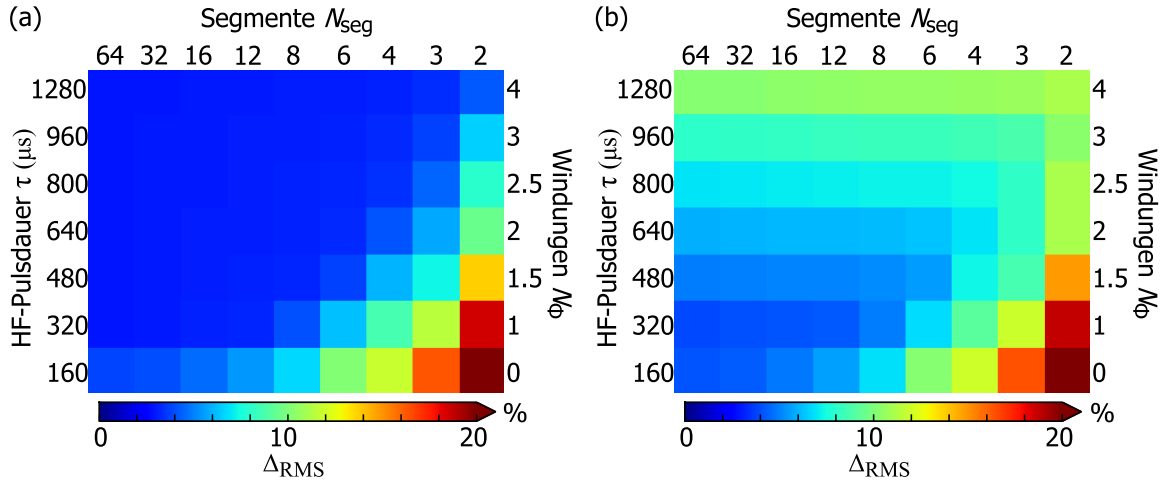 (a)
Segmente Nseg
64 32 16 12 8 6 4 3 2
HF-Pulsdauer τ (µs)
1280
960
800
640
480
320
160
4
3
2.5
2
1.5
1
0
Windungen NΦ
0 10 20 %
ΔRMS
(b)
Segmente Nseg
64 32 16 12 8 6 4 3 2
HF-Pulsdauer τ (µs)
1280
960
800
640
480
320
160
4
3
2.5
2
1.5
1
0
Windungen NΦ
0 10 20 %
ΔRMS